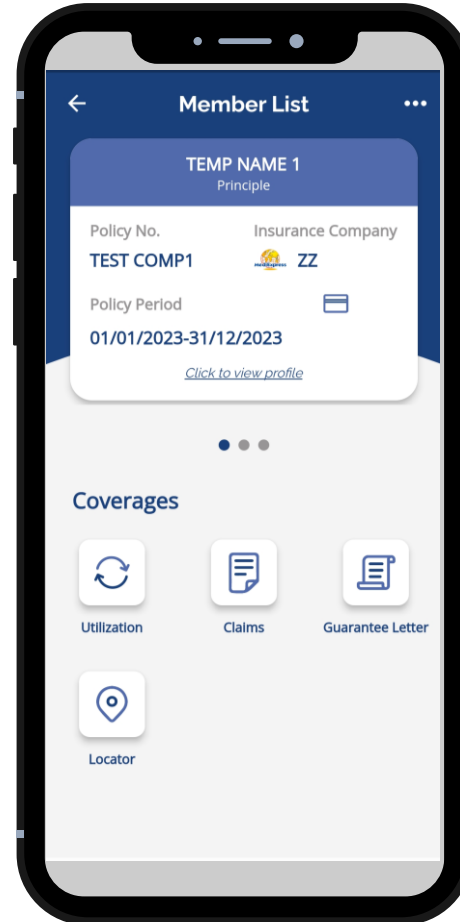 Member List
TEMP NAME 1
Principle
Policy No. Insurance Company
TEST COMP1 ZZ
Policy Period
01/01/2023-31/12/2023
Click to view profile
Coverages
Utilization Claims Guarantee Letter
Locator